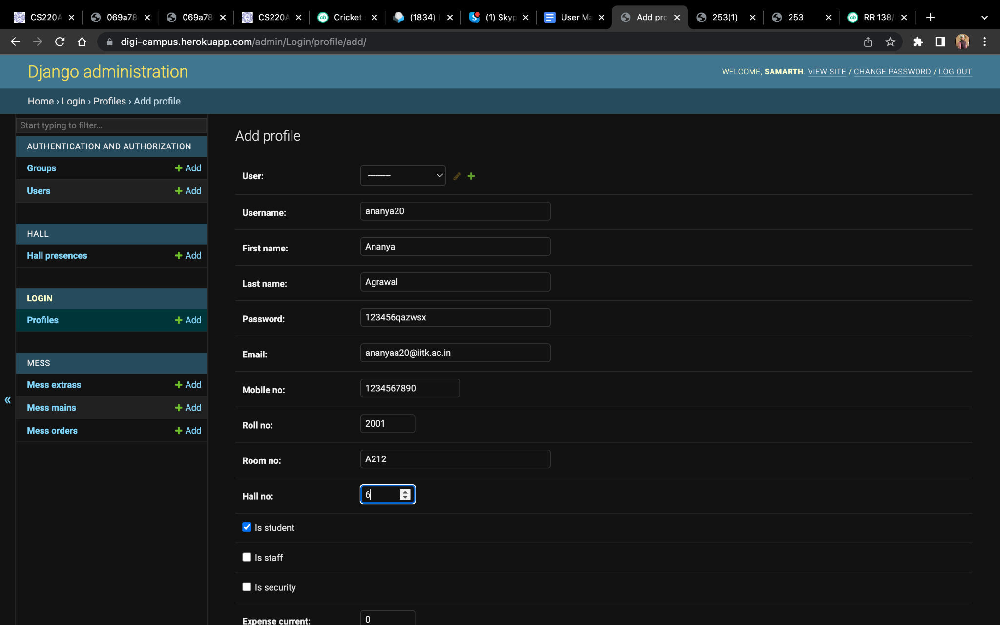 CS220A
069a78
069a78
CS220A
Cricket
(1834)
(1) Skyp
User Ma
Add pro
253(1)
253
RR 138/
digi-campus.herokuapp.com/admin/Login/profile/add/
Django administration
WELCOME, SAMARTH. VIEW SITE / CHANGE PASSWORD / LOG OUT
Home › Login › Profiles › Add profile
Start typing to filter...
AUTHENTICATION AND AUTHORIZATION
Groups + Add
Users + Add
HALL
Hall presences + Add
LOGIN
Profiles + Add
MESS
Mess extrass + Add
Mess mains + Add
Mess orders + Add
«
Add profile
User: ---------
Username: ananya20
First name: Ananya
Last name: Agrawal
Password: 123456qazwsx
Email: ananyaa20@iitk.ac.in
Mobile no: 1234567890
Roll no: 2001
Room no: A212
Hall no: 6
Is student
Is staff
Is security
Expense current: 0